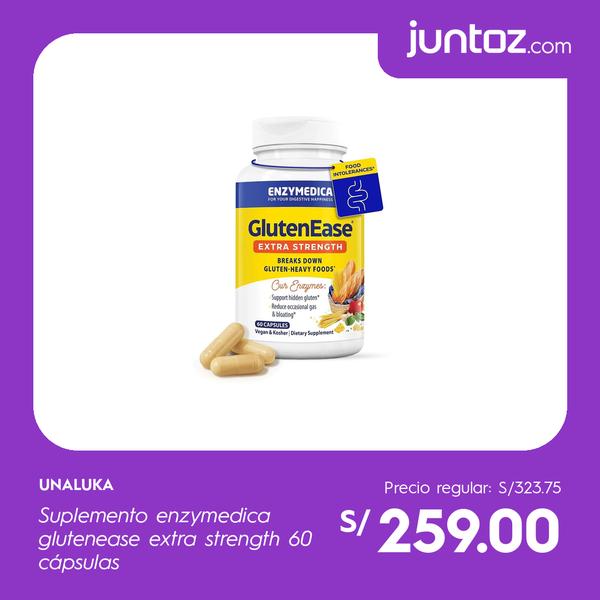 juntoz.com
FOOD
INTOLERANCES*
ENZYMEDICA
FOR YOUR DIGESTIVE HAPPINESS
GlutenEase
EXTRA STRENGTH
BREAKS DOWN
GLUTEN-HEAVY FOODS*
Our Enzymes:
Support hidden gluten*
Reduce occasional gas
& bloating*
60 CAPSULES
Vegan & Kosher | Dietary Supplement
UNALUKA
Suplemento enzymedica
glutenease extra strength 60
cápsulas
Precio regular: S/323.75
S/ 259.00